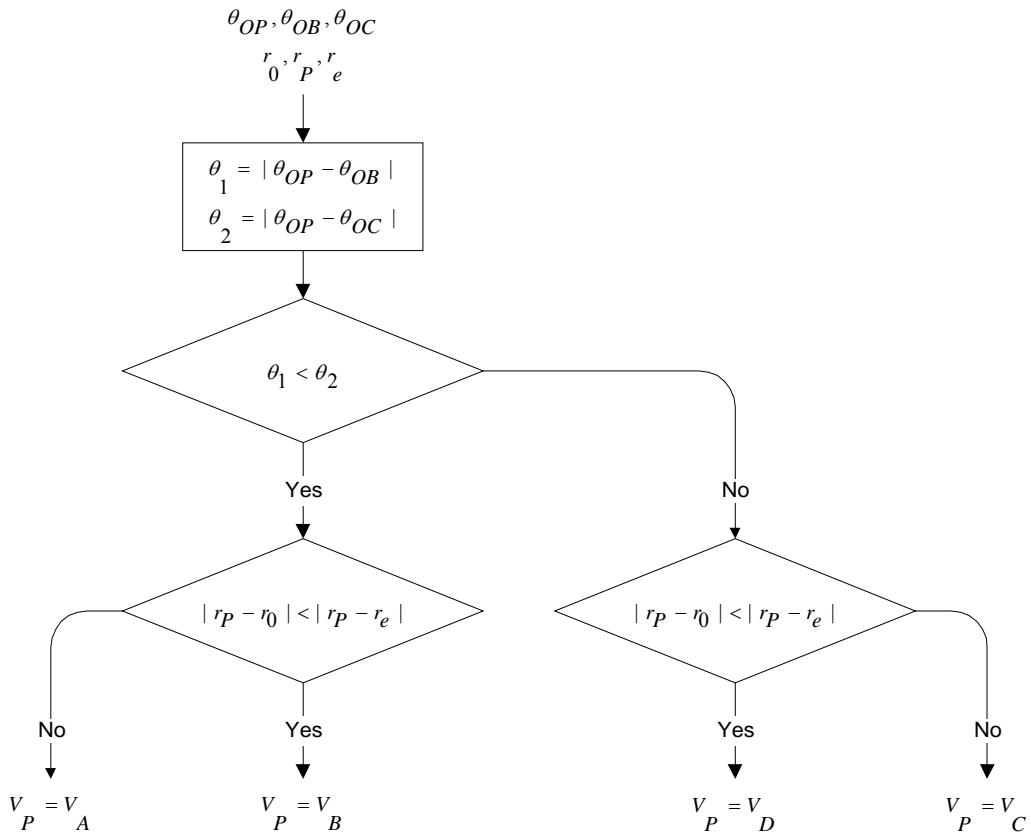 θ_OP, θ_OB, θ_OC
r_0, r_P, r_e
θ_1 = | θ_OP − θ_OB |
θ_2 = | θ_OP − θ_OC |
θ_1 < θ_2
Yes
No
| r_P − r_0 | < | r_P − r_e |
| r_P − r_0 | < | r_P − r_e |
No
Yes
Yes
No
V_P = V_A
V_P = V_B
V_P = V_D
V_P = V_C